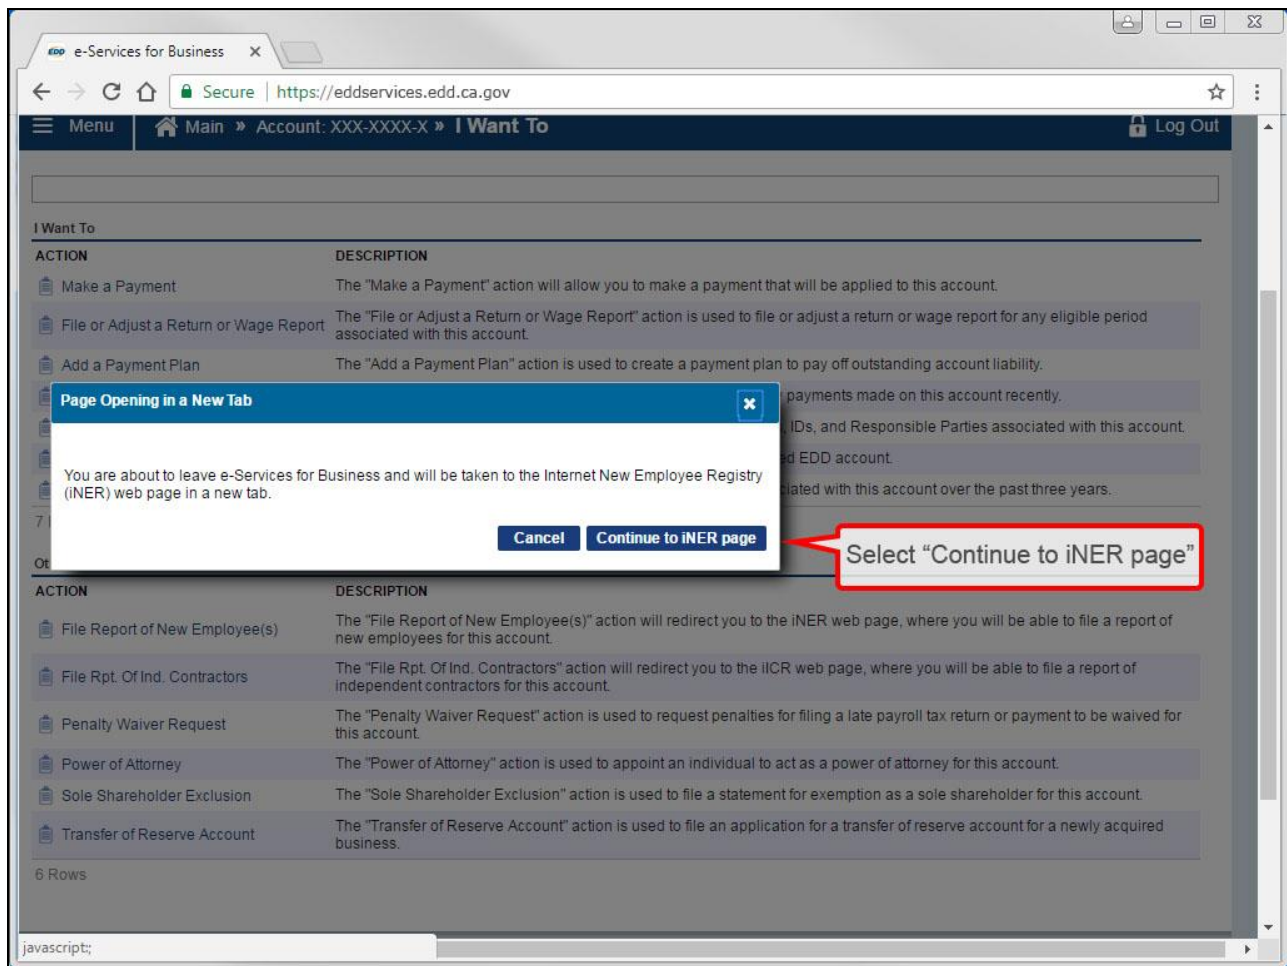 EDD e-Services for Business
Secure | https://eddservices.edd.ca.gov
Menu Main » Account: XXX-XXXX-X » I Want To Log Out
I Want To
ACTION DESCRIPTION
Make a Payment The "Make a Payment" action will allow you to make a payment that will be applied to this account.
File or Adjust a Return or Wage Report The "File or Adjust a Return or Wage Report" action is used to file or adjust a return or wage report for any eligible period
associated with this account.
Add a Payment Plan The "Add a Payment Plan" action is used to create a payment plan to pay off outstanding account liability.
payments made on this account recently.
, IDs, and Responsible Parties associated with this account.
ed EDD account.
ciated with this account over the past three years.
Page Opening in a New Tab
You are about to leave e-Services for Business and will be taken to the Internet New Employee Registry
(iNER) web page in a new tab.
Cancel Continue to iNER page
Select “Continue to iNER page”
7
Ot
ACTION DESCRIPTION
File Report of New Employee(s) The "File Report of New Employee(s)" action will redirect you to the iNER web page, where you will be able to file a report of
new employees for this account.
File Rpt. Of Ind. Contractors The "File Rpt. Of Ind. Contractors" action will redirect you to the iICR web page, where you will be able to file a report of
independent contractors for this account.
Penalty Waiver Request The "Penalty Waiver Request" action is used to request penalties for filing a late payroll tax return or payment to be waived for
this account.
Power of Attorney The "Power of Attorney" action is used to appoint an individual to act as a power of attorney for this account.
Sole Shareholder Exclusion The "Sole Shareholder Exclusion" action is used to file a statement for exemption as a sole shareholder for this account.
Transfer of Reserve Account The "Transfer of Reserve Account" action is used to file an application for a transfer of reserve account for a newly acquired
business.
6 Rows
javascript:;